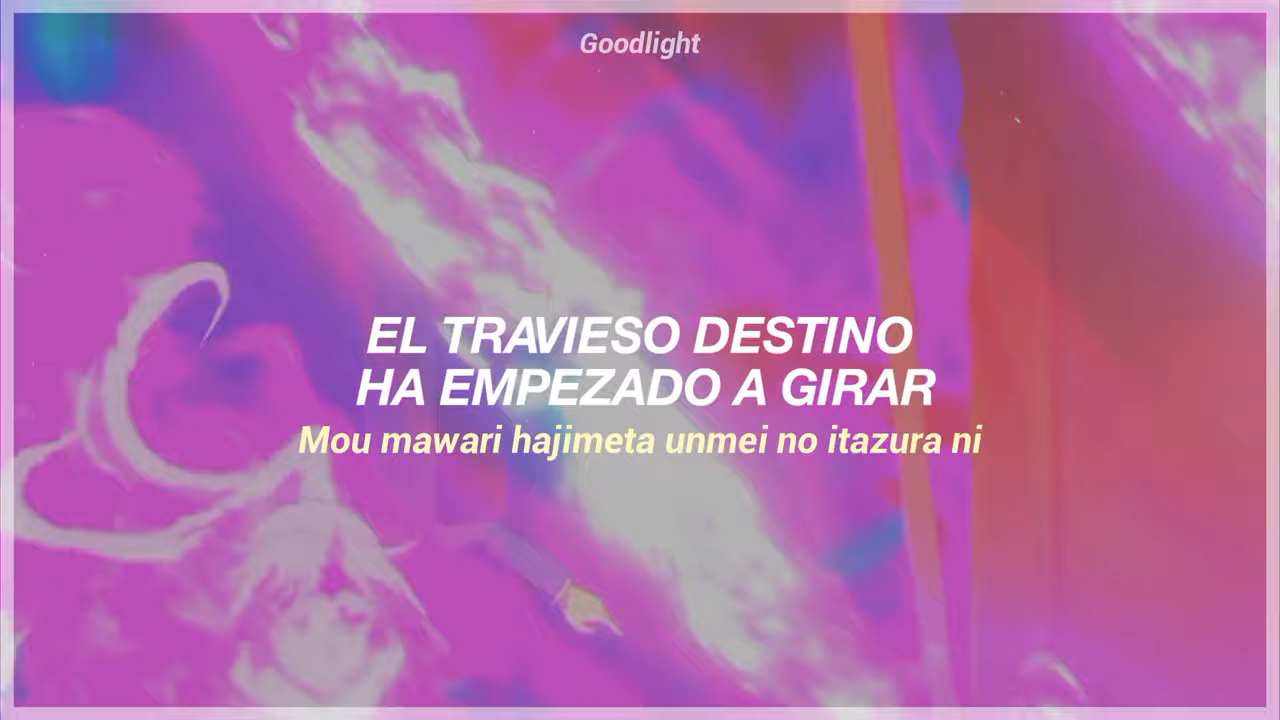 Goodlight
EL TRAVIESO DESTINO
HA EMPEZADO A GIRAR
Mou mawari hajimeta unmei no itazura ni